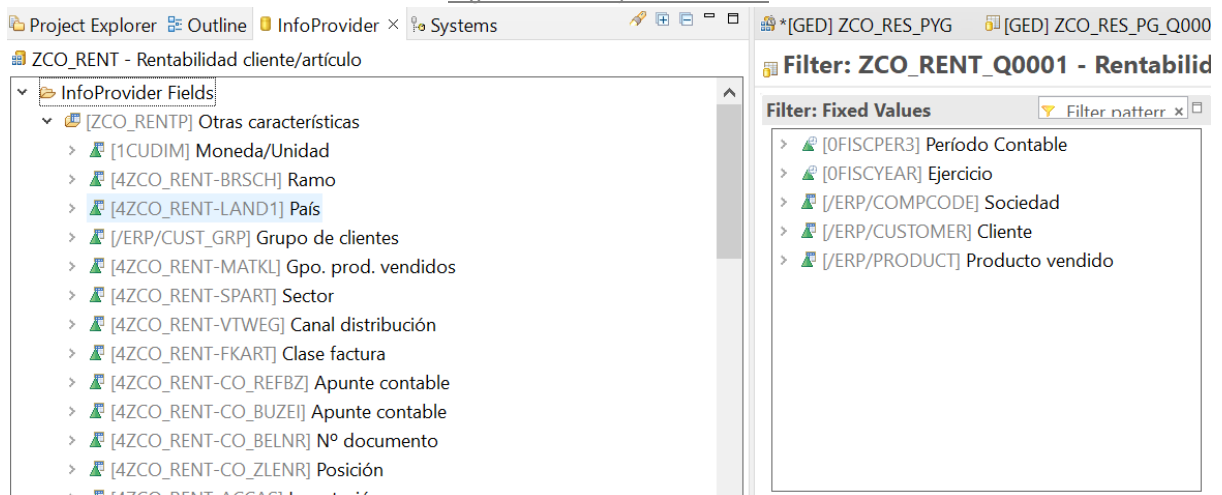 Project Explorer Outline InfoProvider × Systems
ZCO_RENT - Rentabilidad cliente/artículo
InfoProvider Fields
[ZCO_RENTP] Otras características
[1CUDIM] Moneda/Unidad
[4ZCO_RENT-BRSCH] Ramo
[4ZCO_RENT-LAND1] País
[/ERP/CUST_GRP] Grupo de clientes
[4ZCO_RENT-MATKL] Gpo. prod. vendidos
[4ZCO_RENT-SPART] Sector
[4ZCO_RENT-VTWEG] Canal distribución
[4ZCO_RENT-FKART] Clase factura
[4ZCO_RENT-CO_REFBZ] Apunte contable
[4ZCO_RENT-CO_BUZEI] Apunte contable
[4ZCO_RENT-CO_BELNR] Nº documento
[4ZCO_RENT-CO_ZLENR] Posición
*[GED] ZCO_RES_PYG [GED] ZCO_RES_PG_Q000
Filter: ZCO_RENT_Q0001 - Rentabilid
Filter: Fixed Values Filter patterr ×
[0FISCPER3] Período Contable
[0FISCYEAR] Ejercicio
[/ERP/COMPCODE] Sociedad
[/ERP/CUSTOMER] Cliente
[/ERP/PRODUCT] Producto vendido